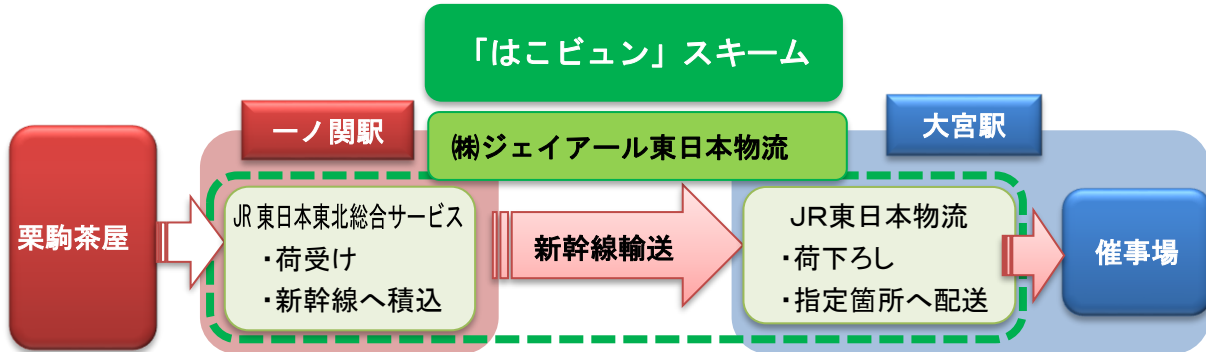 「はこビュン」スキーム
一ノ関駅
㈱ジェイアール東日本物流
大宮駅
栗駒茶屋
JR東日本東北総合サービス
・荷受け
・新幹線へ積込
新幹線輸送
JR東日本物流
・荷下ろし
・指定箇所へ配送
催事場